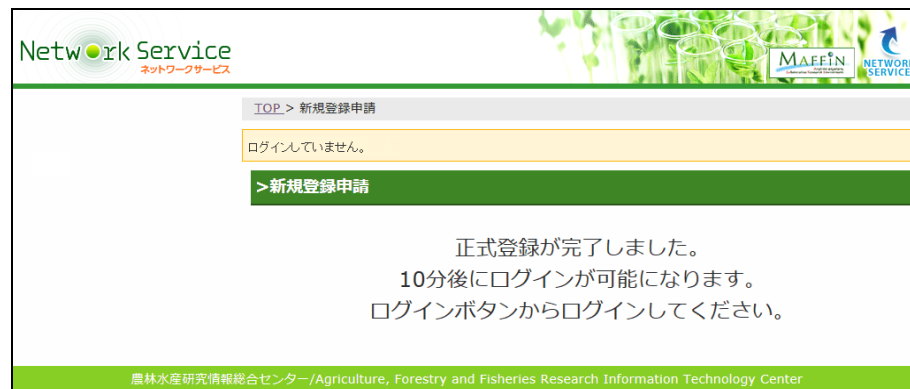 Network Service
ネットワークサービス
MAFFIN
NETWORK
SERVICE
TOP > 新規登録申請
ログインしていません。
>新規登録申請
正式登録が完了しました。
10分後にログインが可能になります。
ログインボタンからログインしてください。
農林水産研究情報総合センター/Agriculture, Forestry and Fisheries Research Information Technology Center